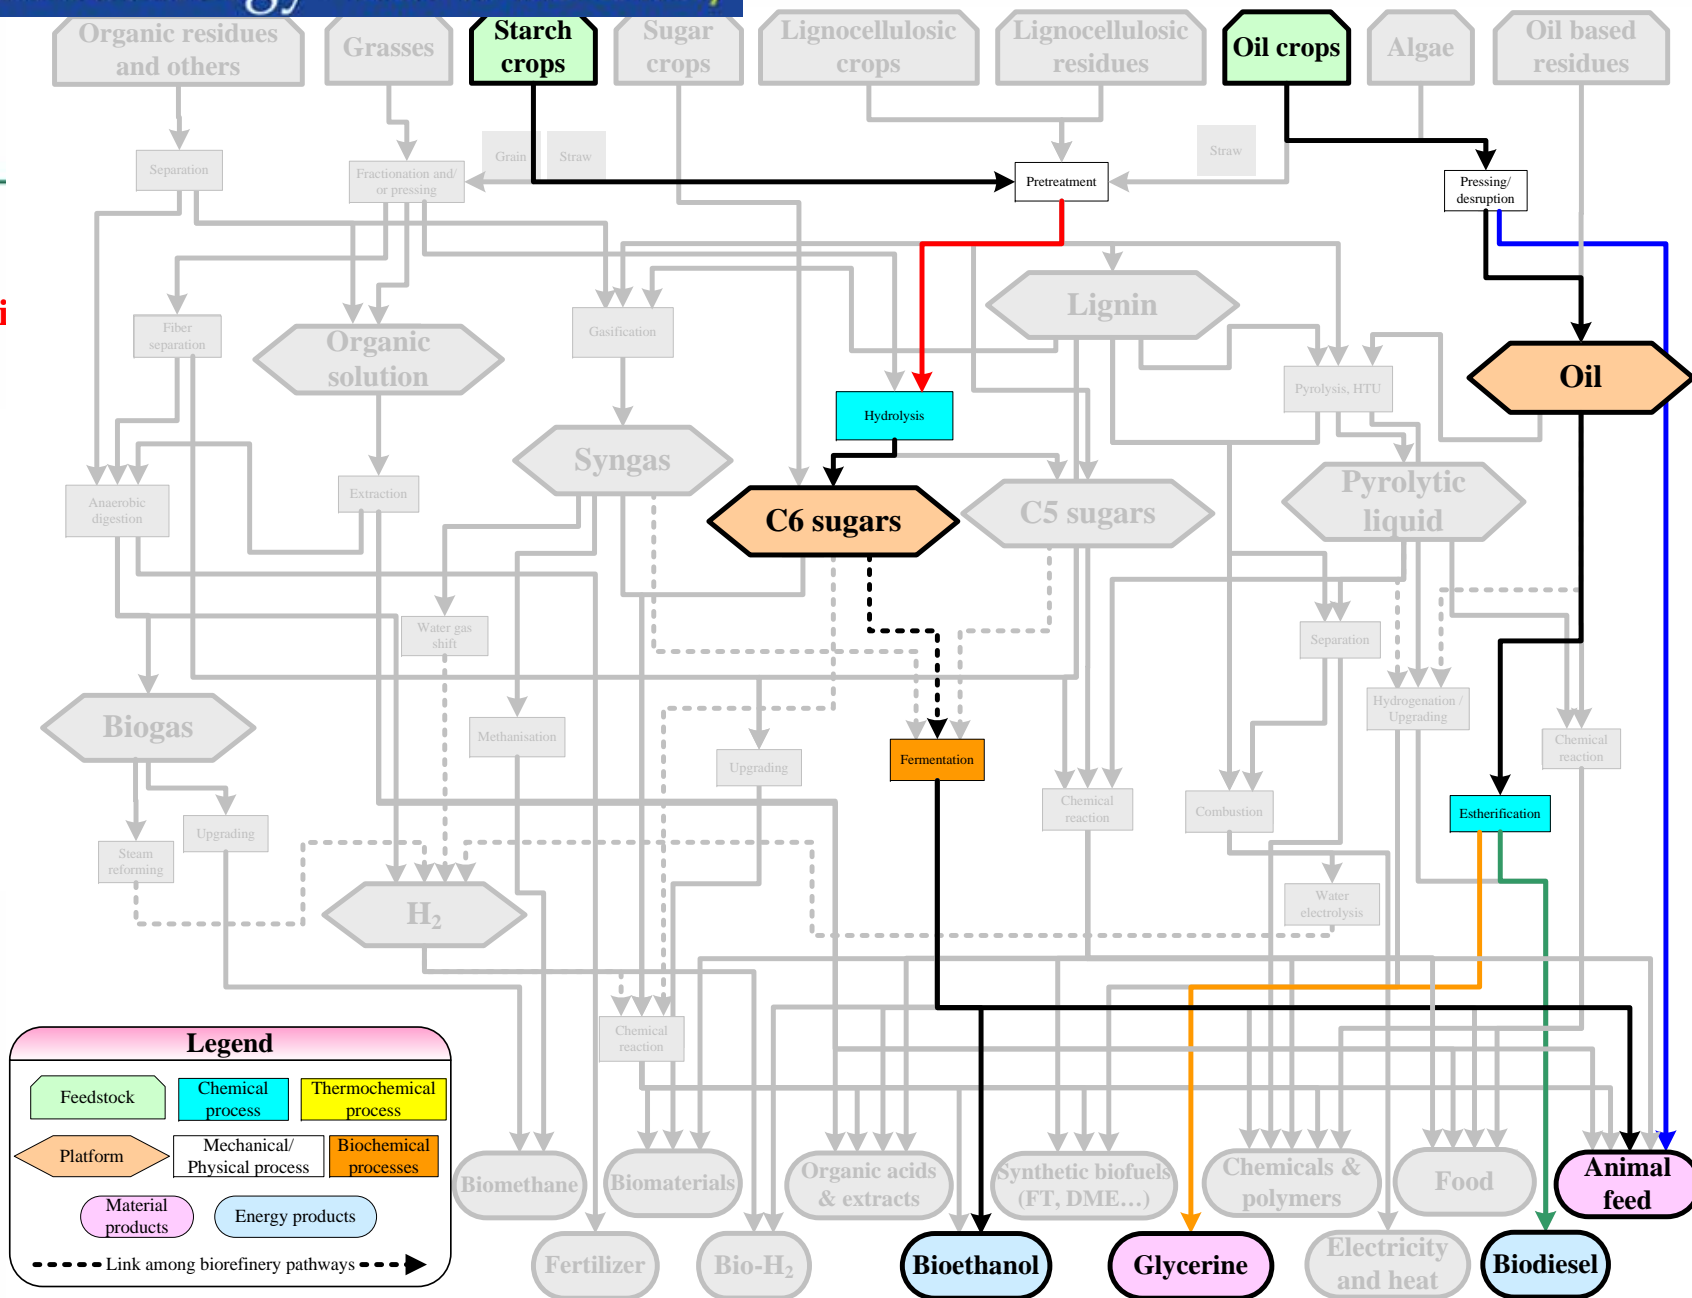 Organic residues
and others
Grasses
Starch
crops
Sugar
crops
Lignocellulosic
crops
Lignocellulosic
residues
Oil crops
Algae
Oil based
residues
Separation
Fractionation and/
or pressing
Grain
Straw
Pretreatment
Straw
Pressing/
desruption
Fiber
separation
Organic
solution
Gasification
Lignin
Pyrolysis, HTU
Oil
Hydrolysis
Syngas
Anaerobic
digestion
Extraction
C6 sugars
C5 sugars
Pyrolytic
liquid
Water gas
shift
Separation
Biogas
Methanisation
Upgrading
Fermentation
Hydrogenation /
Upgrading
Chemical
reaction
Steam
reforming
Upgrading
Chemical
reaction
Combustion
Estherification
H2
Water
electrolysis
Chemical
reaction
Legend
Feedstock
Chemical
process
Thermochemical
process
Platform
Mechanical/
Physical process
Biochemical
processes
Material
products
Energy products
Link among biorefinery pathways
Biomethane
Biomaterials
Organic acids
& extracts
Synthetic biofuels
(FT, DME…)
Chemicals &
polymers
Food
Animal
feed
Fertilizer
Bio-H2
Bioethanol
Glycerine
Electricity
and heat
Biodiesel